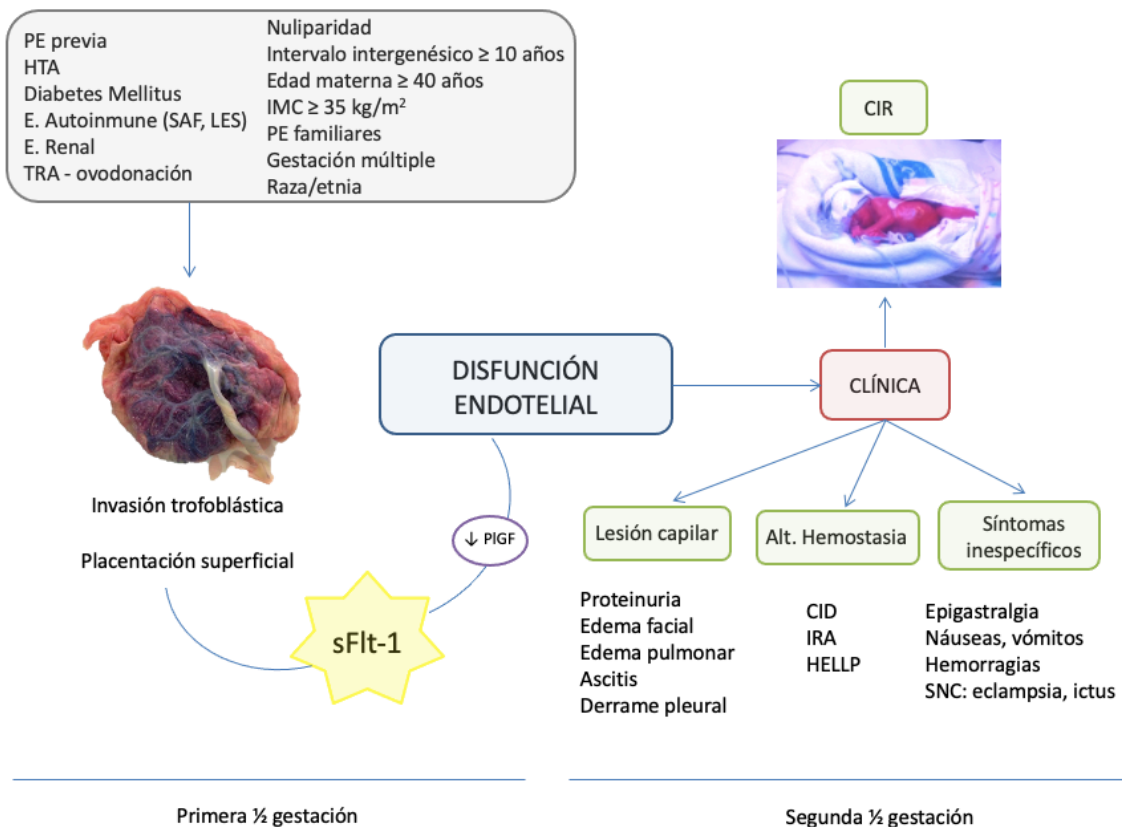 PE previa
HTA
Diabetes Mellitus
E. Autoinmune (SAF, LES)
E. Renal
TRA - ovodonación
Nuliparidad
Intervalo intergenésico ≥ 10 años
Edad materna ≥ 40 años
IMC ≥ 35 kg/m²
PE familiares
Gestación múltiple
Raza/etnia
Invasión trofoblástica
Placentación superficial
sFlt-1
↓ PlGF
DISFUNCIÓN
ENDOTELIAL
CLÍNICA
CIR
Lesión capilar
Proteinuria
Edema facial
Edema pulmonar
Ascitis
Derrame pleural
Alt. Hemostasia
CID
IRA
HELLP
Síntomas
inespecíficos
Epigastralgia
Náuseas, vómitos
Hemorragias
SNC: eclampsia, ictus
Primera ½ gestación
Segunda ½ gestación